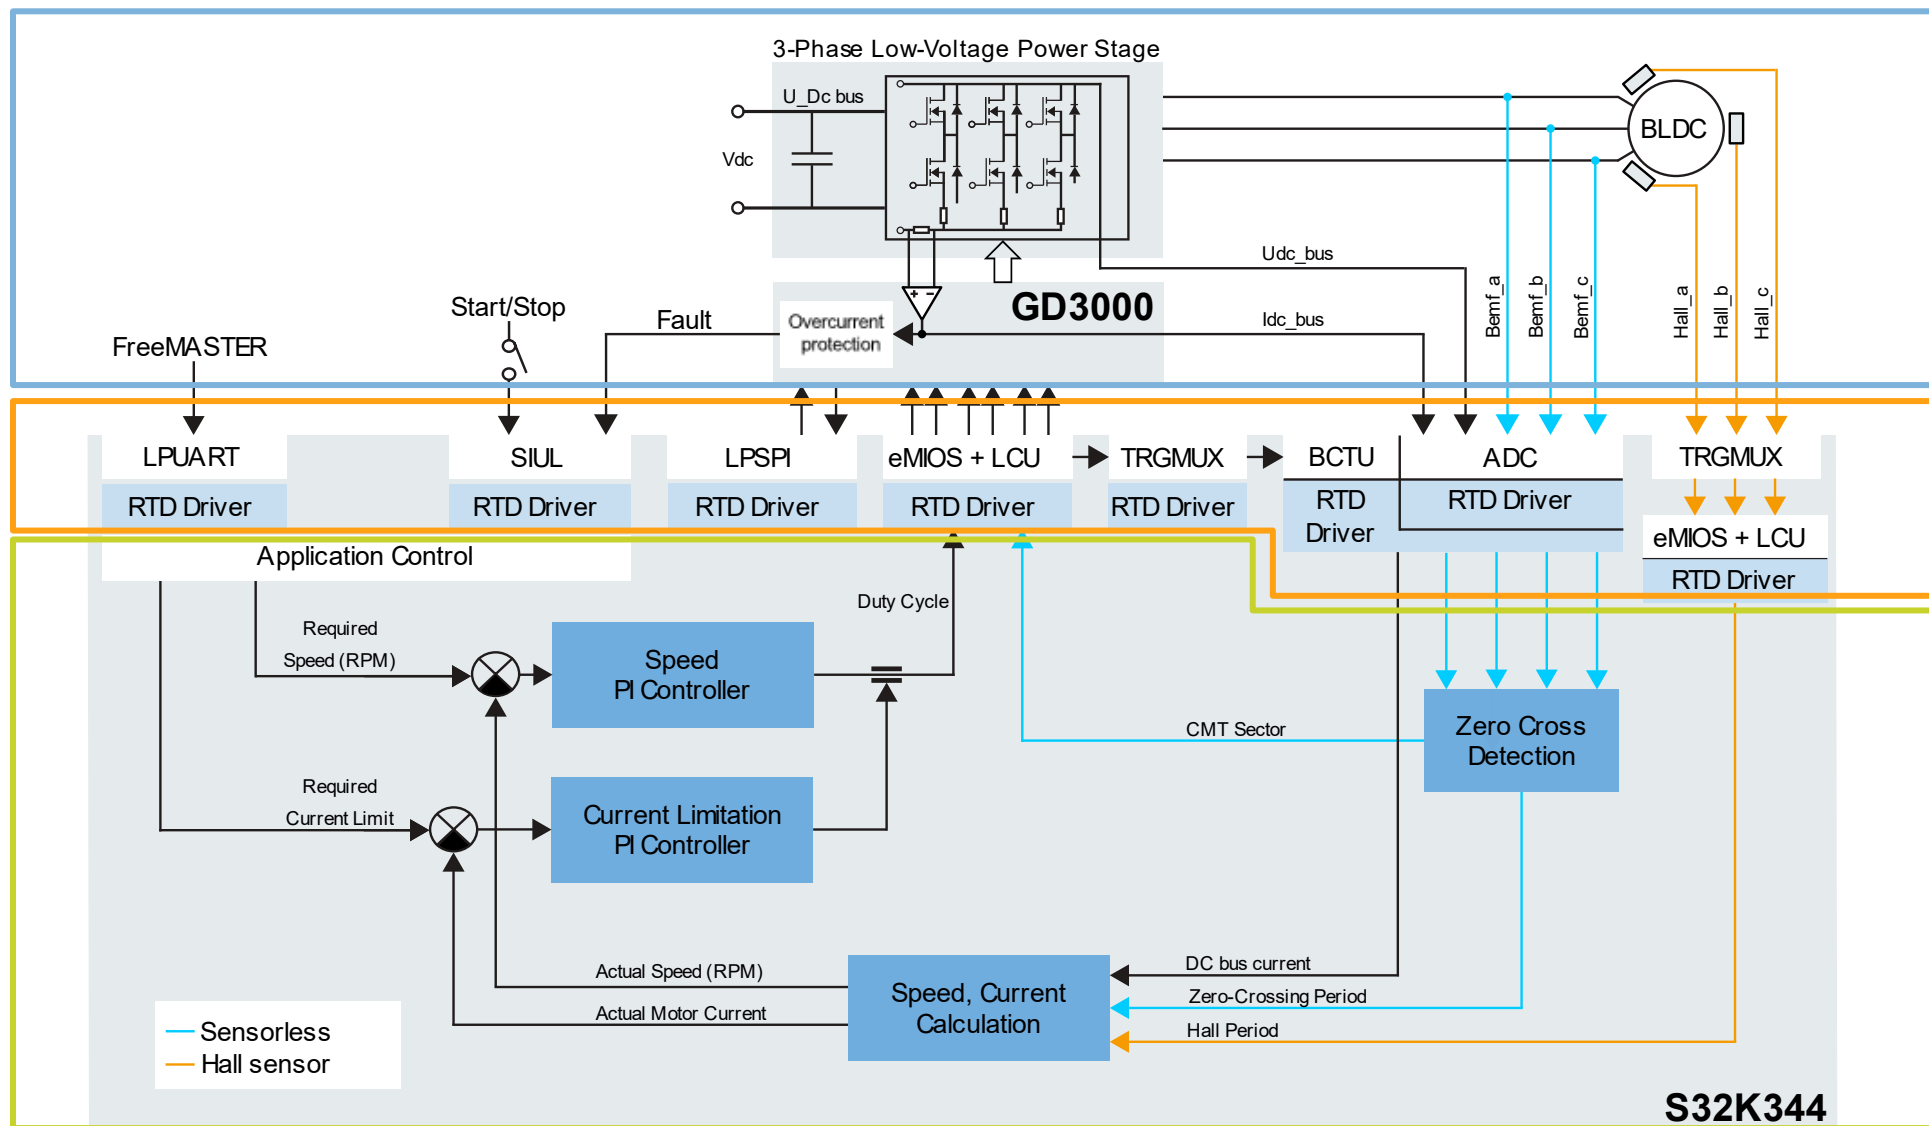 3-Phase Low-Voltage Power Stage
U_Dc bus
Vdc
BLDC
Udc_bus
Bemf_a
Bemf_b
Bemf_c
Hall_a
Hall_b
Hall_c
GD3000
Start/Stop
Fault
Overcurrent
protection
Idc_bus
FreeMASTER
LPUART
SIUL
LPSPI
eMIOS + LCU
TRGMUX
BCTU
ADC
TRGMUX
RTD Driver
RTD Driver
RTD Driver
RTD Driver
RTD Driver
RTD
Driver
RTD Driver
eMIOS + LCU
RTD Driver
Application Control
Duty Cycle
Required
Speed (RPM)
Speed
PI Controller
CMT Sector
Zero Cross
Detection
Required
Current Limit
Current Limitation
PI Controller
Actual Speed (RPM)
Actual Motor Current
Speed, Current
Calculation
DC bus current
Zero-Crossing Period
Hall Period
Sensorless
Hall sensor
S32K344